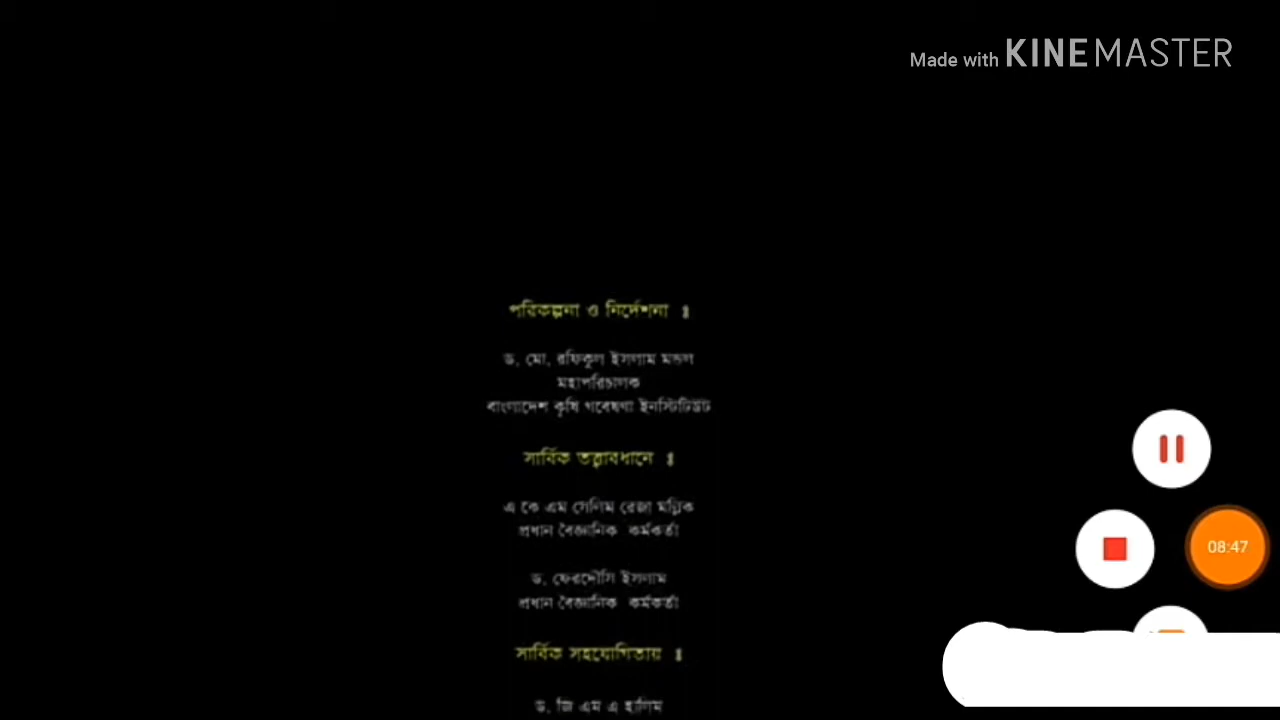 Made with KINEMASTER
পরিকল্পনা ও নির্দেশনা ঃ
ড. মো. রফিকুল ইসলাম মন্ডল
মহাপরিচালক
বাংলাদেশ কৃষি গবেষণা ইনস্টিটিউট
সার্বিক তত্ত্বাবধানে ঃ
এ কে এম সেলিম রেজা মল্লিক
প্রধান বৈজ্ঞানিক কর্মকর্তা
08:47
ড. ফেরদৌসি ইসলাম
প্রধান বৈজ্ঞানিক কর্মকর্তা
সার্বিক সহযোগিতায় ঃ
ড. জি এম এ হালিম